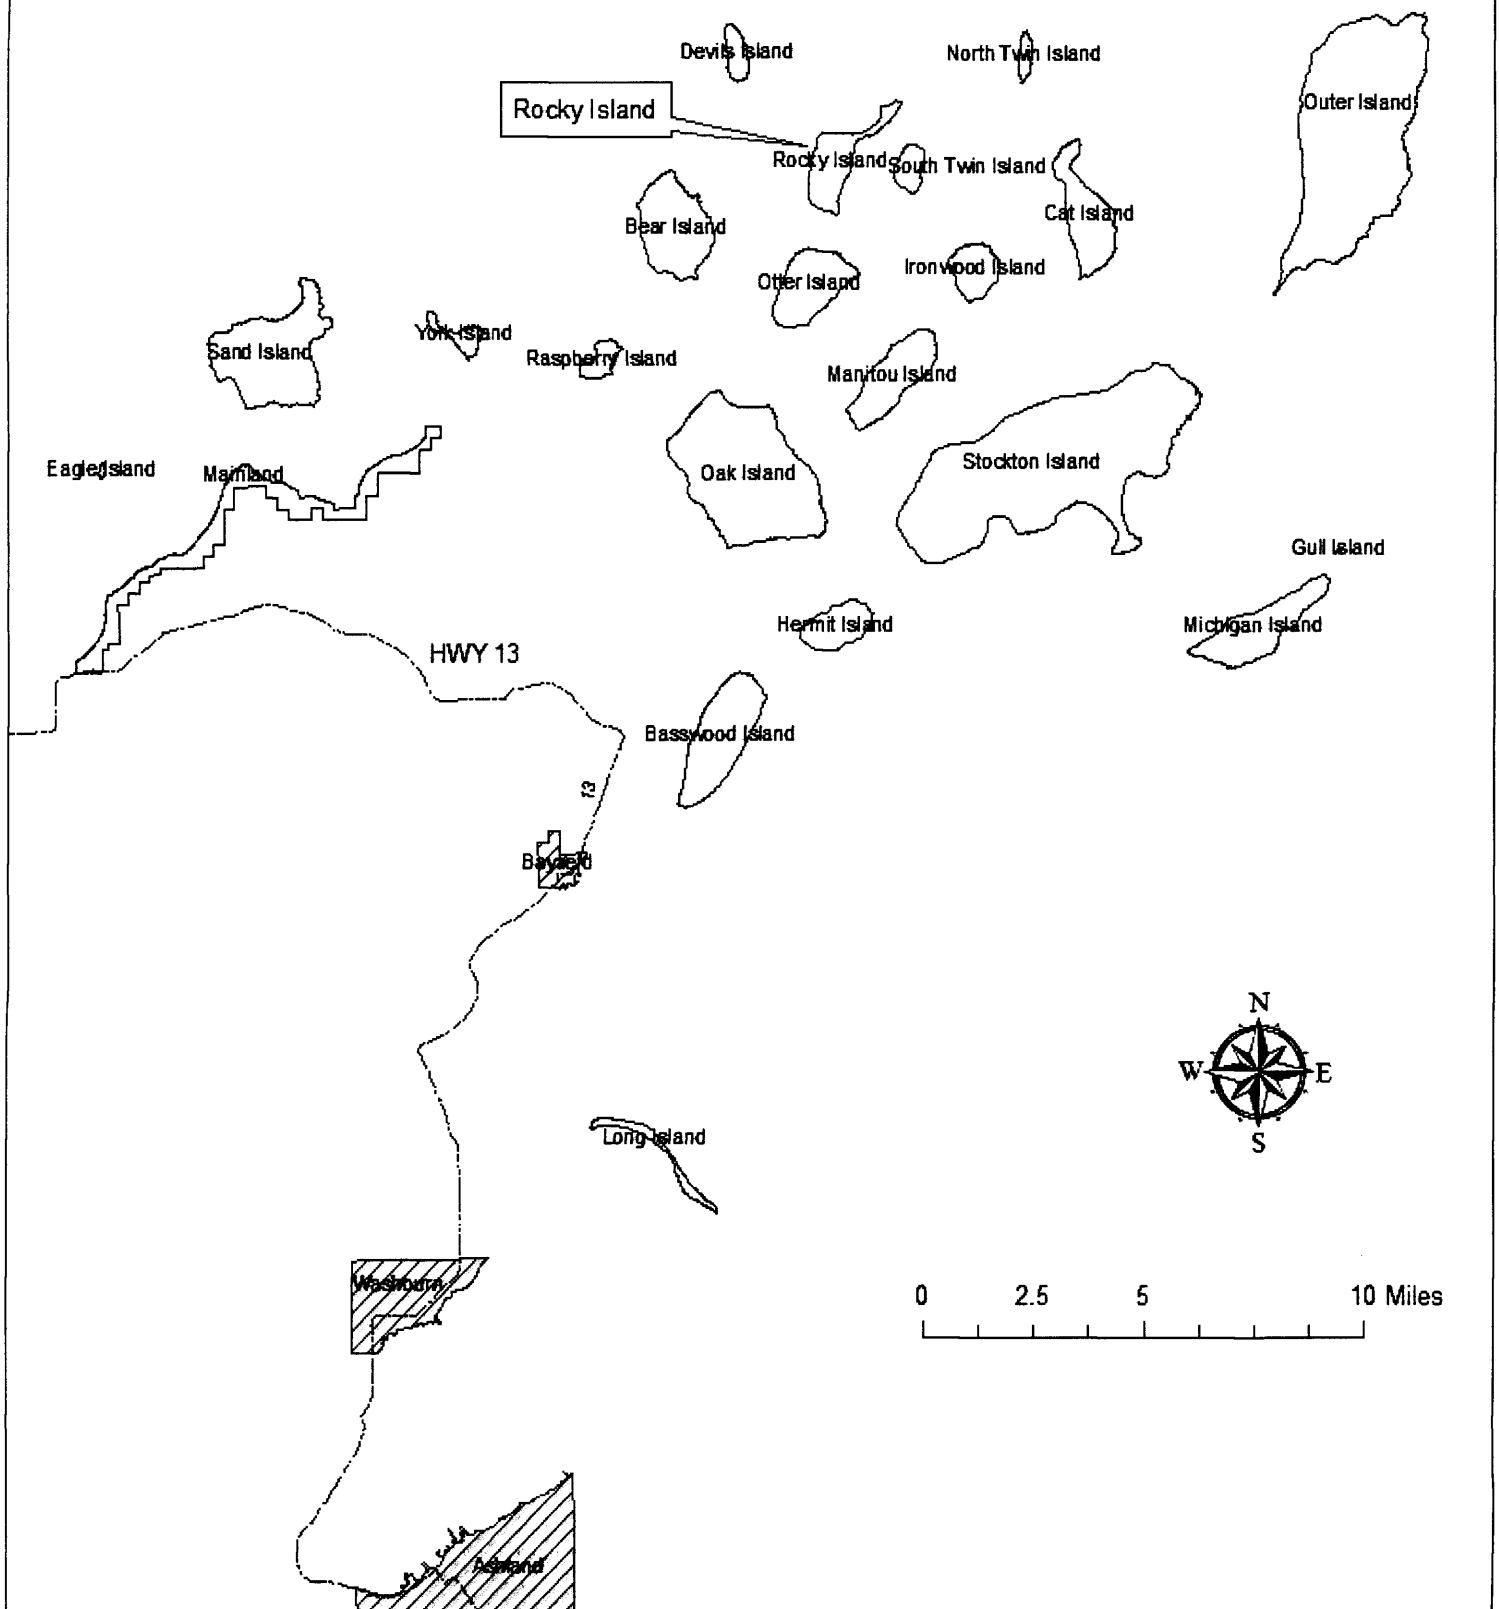 Devils Island
North Twin Island
Outer Island
Rocky Island
Rocky Island
South Twin Island
Cat Island
Bear Island
Otter Island
Ironwood Island
York Island
Sand Island
Raspberry Island
Manitou Island
Eagle Island
Mainland
Oak Island
Stockton Island
Gull Island
Hermit Island
Michigan Island
HWY 13
Basswood Island
13
Bayfield
N
W E
S
Long Island
Washburn
0 2.5 5 10 Miles
Ashland